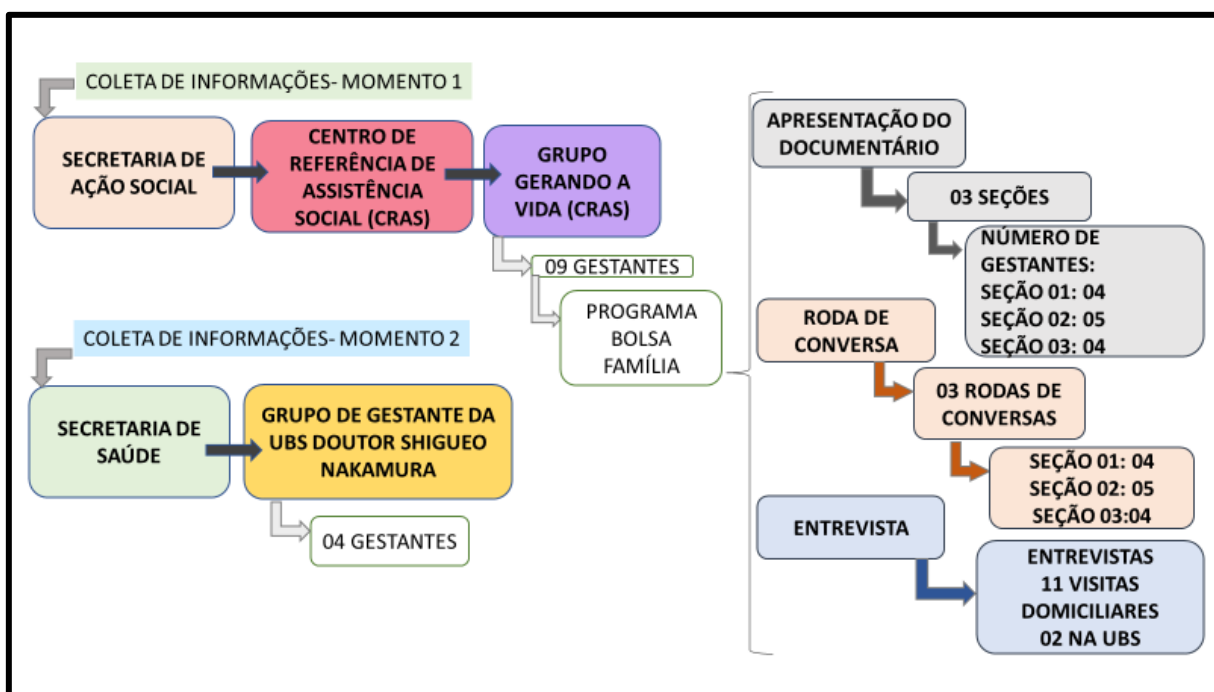 COLETA DE INFORMAÇÕES- MOMENTO 1
SECRETARIA DE
AÇÃO SOCIAL
CENTRO DE
REFERÊNCIA DE
ASSISTÊNCIA
SOCIAL (CRAS)
GRUPO
GERANDO A
VIDA (CRAS)
09 GESTANTES
PROGRAMA
BOLSA
FAMÍLIA
COLETA DE INFORMAÇÕES- MOMENTO 2
SECRETARIA DE
SAÚDE
GRUPO DE GESTANTE DA
UBS DOUTOR SHIGUEO
NAKAMURA
04 GESTANTES
APRESENTAÇÃO DO
DOCUMENTÁRIO
03 SEÇÕES
NÚMERO DE
GESTANTES:
SEÇÃO 01: 04
SEÇÃO 02: 05
SEÇÃO 03: 04
RODA DE
CONVERSA
03 RODAS DE
CONVERSAS
SEÇÃO 01: 04
SEÇÃO 02: 05
SEÇÃO 03:04
ENTREVISTA
ENTREVISTAS
11 VISITAS
DOMICILIARES
02 NA UBS